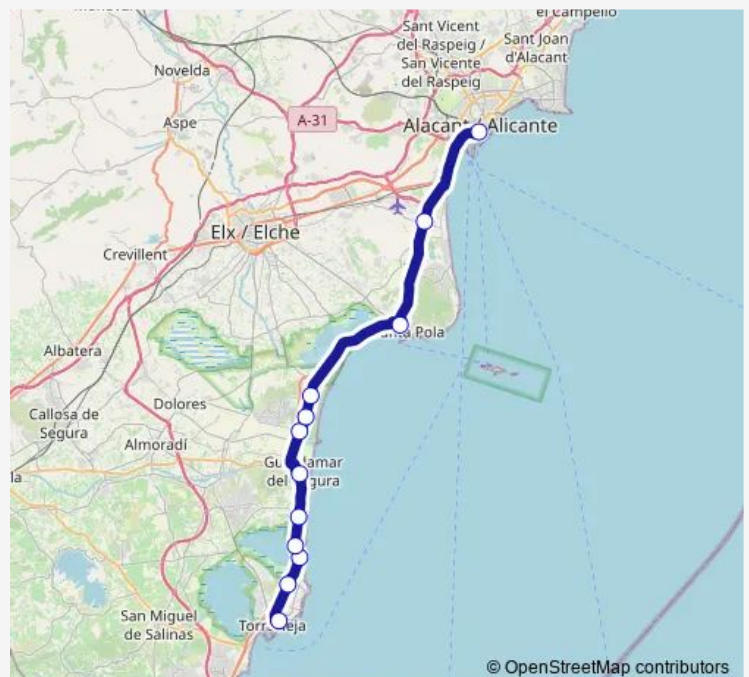 el Campello
Sant Vicent
del Raspeig /
San Vicente
del Raspeig
Sant Joan
d'Alacant
Novelda
Aspe
A-31
Alacant / Alicante
Elx / Elche
Crevillent
Pola
Albatera
Dolores
Callosa de
Segura
Almoradí
San Miguel
de Salinas
© OpenStreetMap contributors